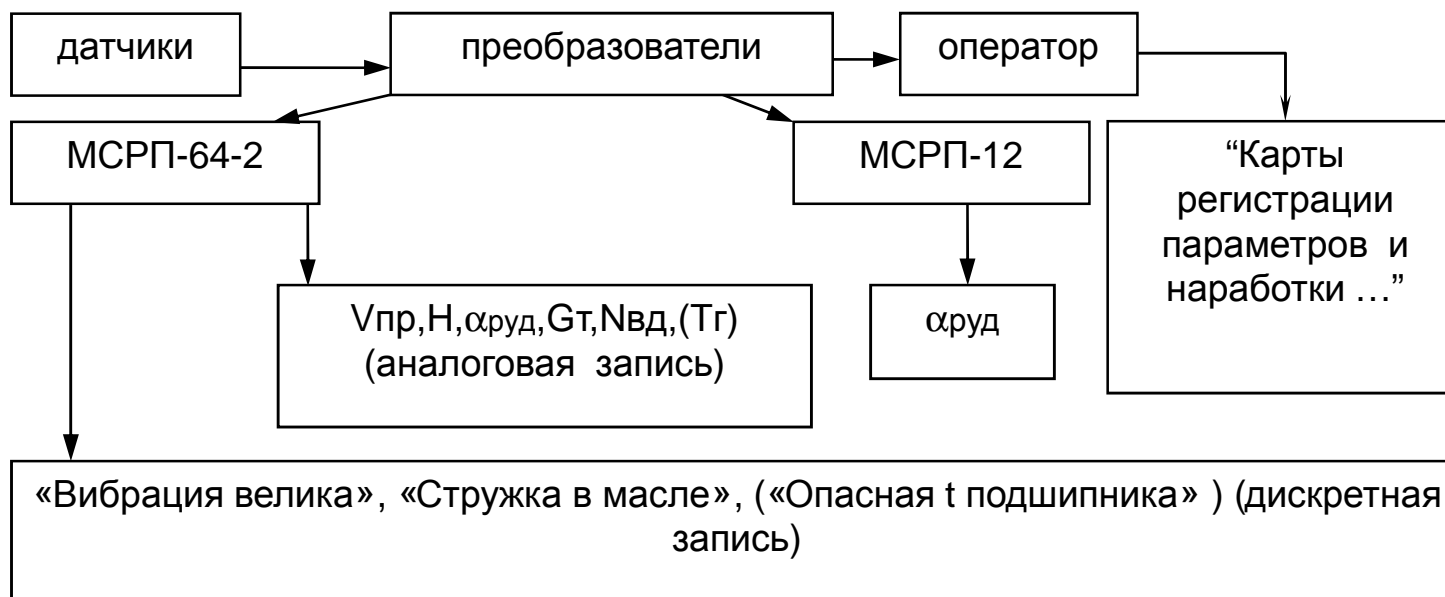 датчики
преобразователи
оператор
МСРП-64-2
МСРП-12
“Карты
регистрации
параметров и
наработки …”
Vпр,Н,αруд,Gт,Nвд,(Тг)
(аналоговая запись)
αруд
«Вибрация велика», «Стружка в масле», («Опасная t подшипника» ) (дискретная
запись)